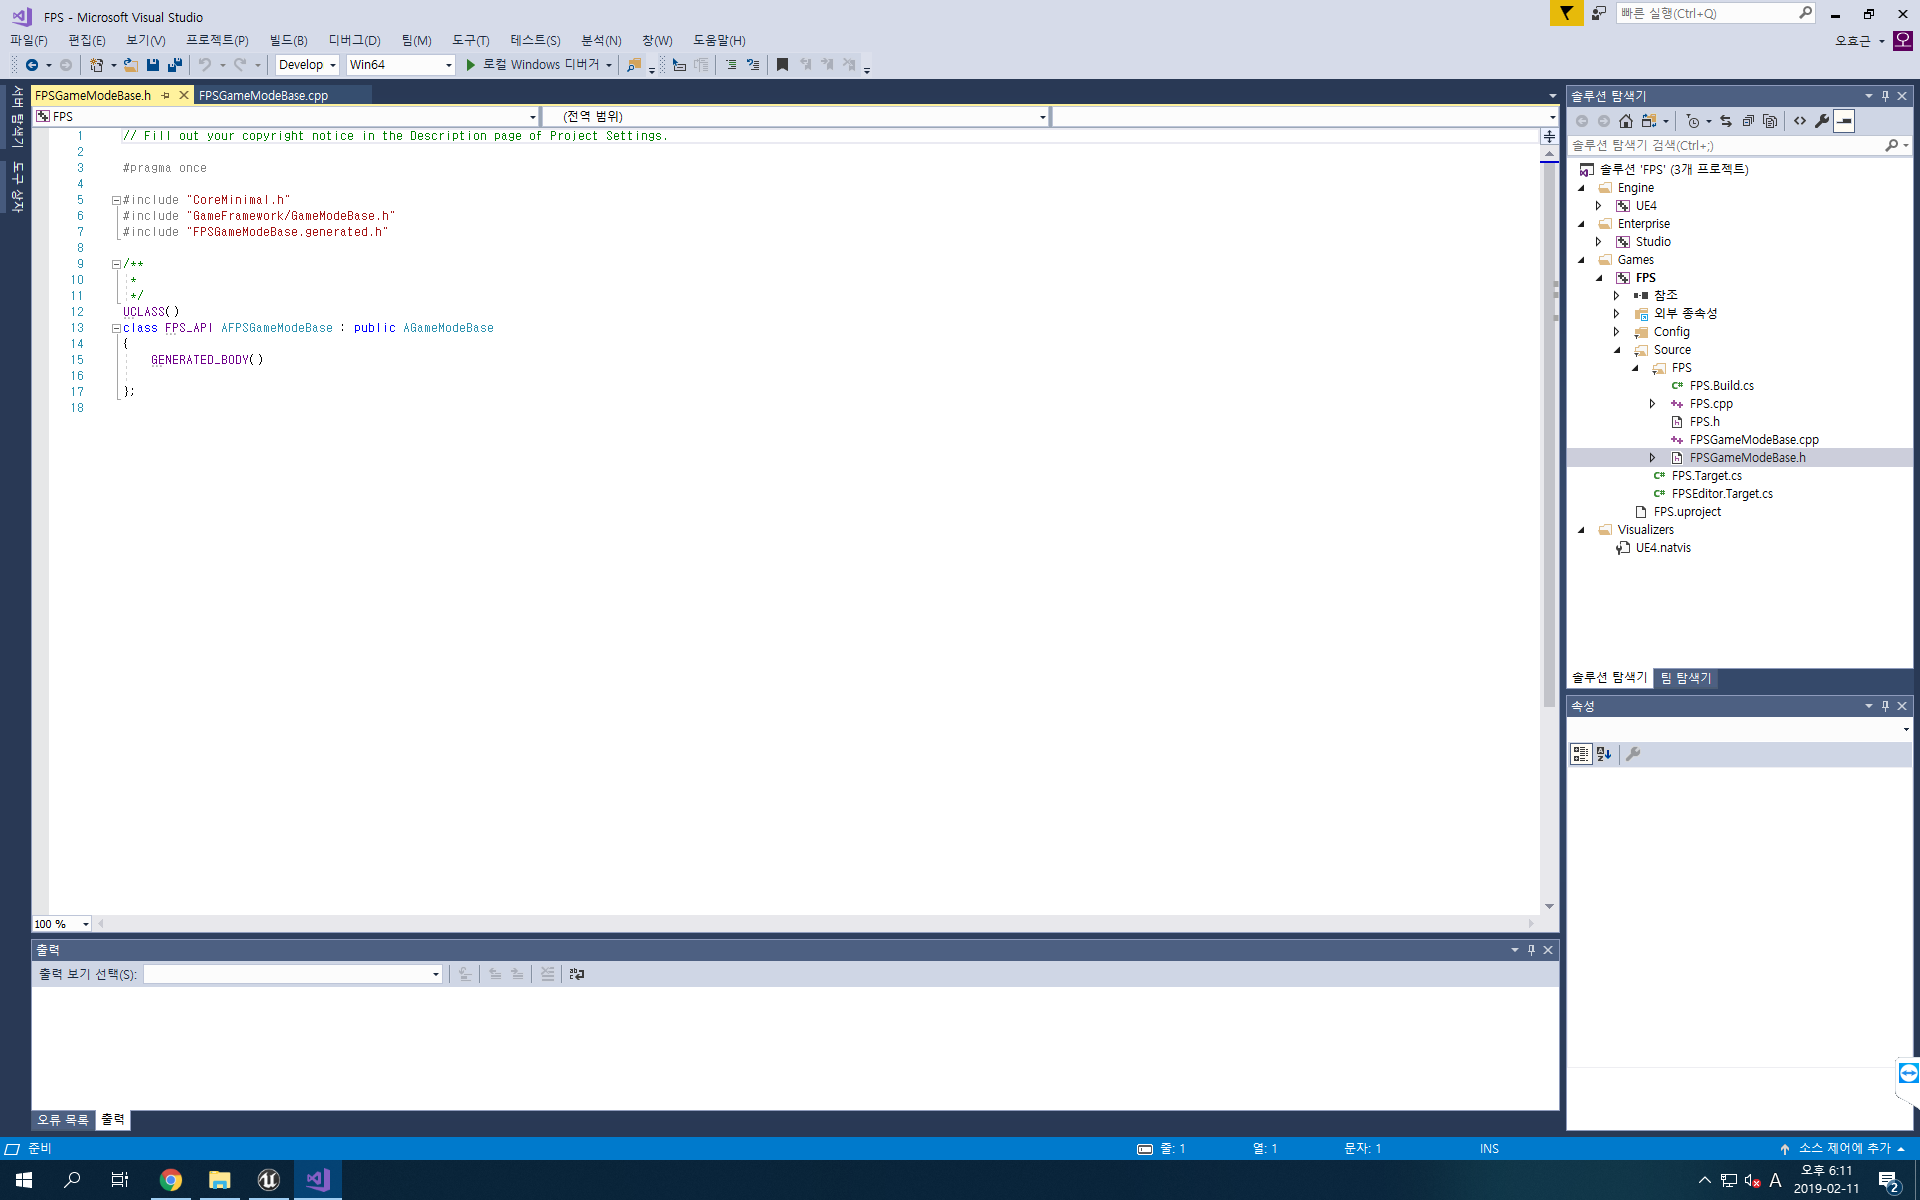 FPS - Microsoft Visual Studio
빠른 실행(Ctrl+Q)
파일(F) 편집(E) 보기(V) 프로젝트(P) 빌드(B) 디버그(D) 팀(M) 도구(T) 테스트(S) 분석(N) 창(W) 도움말(H)
오효근
Develop Win64 로컬 Windows 디버거
서버 탐색기
도구 상자
FPSGameModeBase.h FPSGameModeBase.cpp
FPS (전역 범위)
1 // Fill out your copyright notice in the Description page of Project Settings.
2
3 #pragma once
4
5 #include "CoreMinimal.h"
6 #include "GameFramework/GameModeBase.h"
7 #include "FPSGameModeBase.generated.h"
8
9 /**
10 *
11 */
12 UCLASS()
13 class FPS_API AFPSGameModeBase : public AGameModeBase
14 {
15 GENERATED_BODY()
16
17 };
18
100 %
출력
출력 보기 선택(S):
오류 목록 출력
솔루션 탐색기
솔루션 탐색기 검색(Ctrl+;)
솔루션 'FPS' (3개 프로젝트)
Engine
UE4
Enterprise
Studio
Games
FPS
참조
외부 종속성
Config
Source
FPS
FPS.Build.cs
FPS.cpp
FPS.h
FPSGameModeBase.cpp
FPSGameModeBase.h
FPS.Target.cs
FPSEditor.Target.cs
FPS.uproject
Visualizers
UE4.natvis
솔루션 탐색기 팀 탐색기
속성
준비 줄: 1 열: 1 문자: 1 INS 소스 제어에 추가
A
오후 6:11
2019-02-11
2